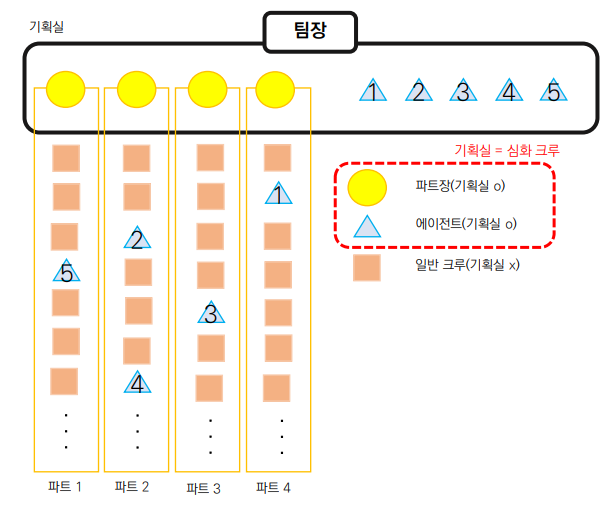 기획실
팀장
1 2 3 4 5
기획실 = 심화 크루
파트장(기획실 o)
1
에이전트(기획실 o)
2
일반 크루(기획실 x)
5
3
4
파트 1 파트 2 파트 3 파트 4